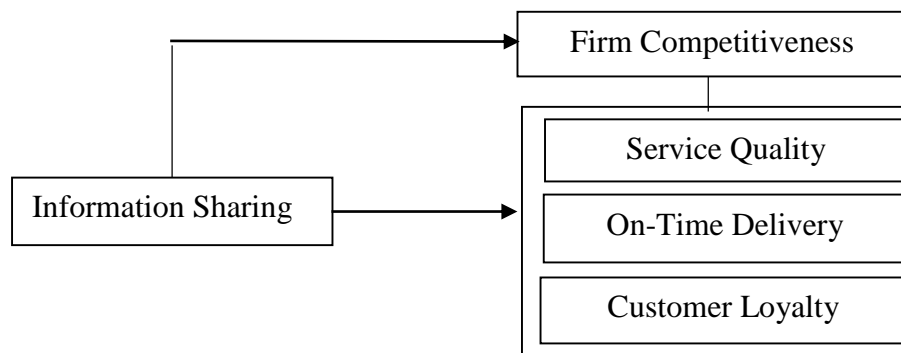 Firm Competitiveness
Service Quality
Information Sharing
On-Time Delivery
Customer Loyalty